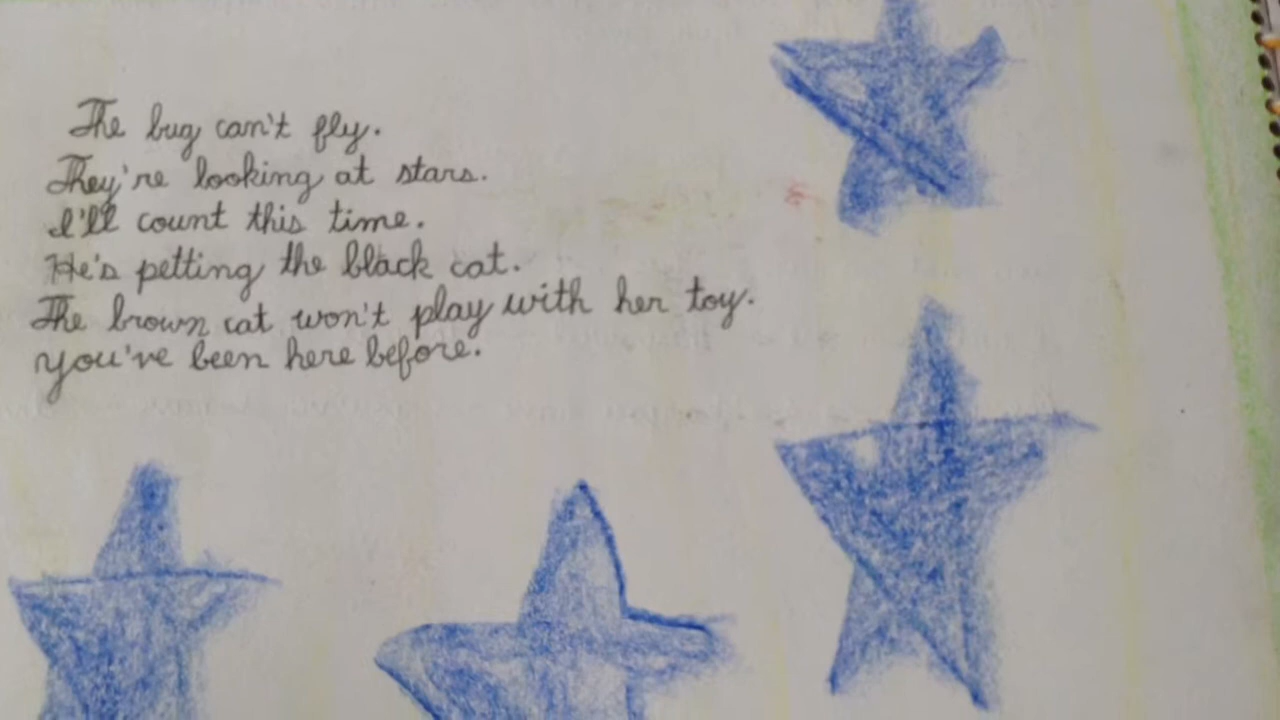 The bug can't fly.
They're looking at stars.
I'll count this time.
He's petting the black cat.
The brown cat won't play with her toy.
You've been here before.